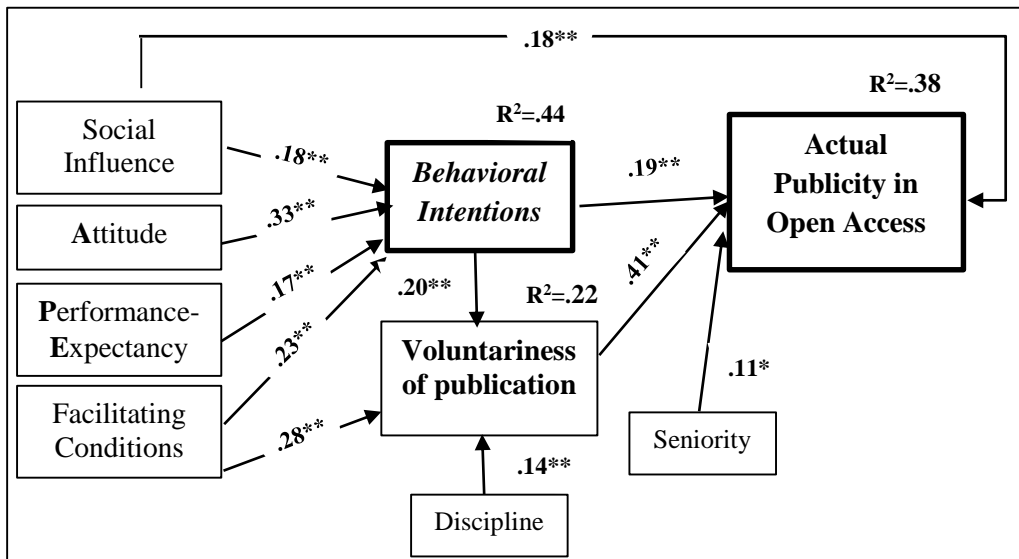 .18**
R²=.38
R²=.44
Social
Influence
.18**
Behavioral
Intentions
.19**
Actual
Publicity in
Open Access
Attitude
.33**
Performance-
Expectancy
.17**
.20**
R²=.22
.41**
Facilitating
Conditions
.23**
.28**
Voluntariness
of publication
.11*
Seniority
.14**
Discipline